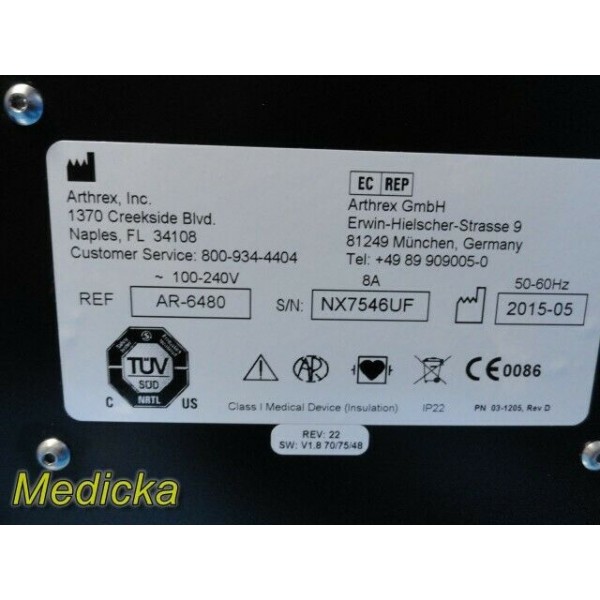 Arthrex, Inc.
1370 Creekside Blvd.
Naples, FL 34108
Customer Service: 800-934-4404
EC REP
Arthrex GmbH
Erwin-Hielscher-Strasse 9
81249 München, Germany
Tel: +49 89 909005-0
~ 100-240V
8A
50-60Hz
REF AR-6480
S/N: NX7546UF
2015-05
TÜV
SÜD
NRTL
C US
CE0086
Class I Medical Device (Insulation)
IP22
PN 03-1205, Rev D
REV: 22
SW: V1.8 70/75/48
Medicka